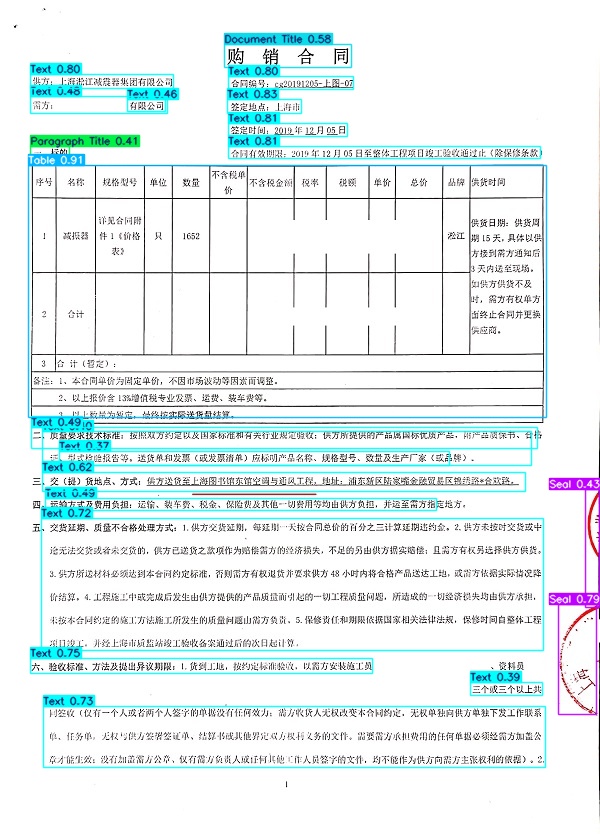 Document Title 0.58
购 销 合 同
Text 0.80
供方：上海淞江减震器集团有限公司
Text 0.80
合同编号：cg20191205-上图-07
Text 0.48
Text 0.46
需方：
有限公司
Text 0.83
签定地点：上海市
Text 0.81
签定时间：2019 年 12 月 05 日
Paragraph Title 0.41
Text 0.81
合同有效期限：2019 年 12 月 05 日至整体工程项目竣工验收通过止（除保修条款）
Table 0.91
序号 名称 规格型号 单位 数量 不含税单价 不含税金额 税率 税额 单价 总价 品牌 供货时间
1 减振器 详见合同附件 1《价格表》 只 1652 淞江 供货日期：供货周期 15 天，具体以供方接到需方通知后 3 天内送至现场。如供方供货不及时，需方有权单方面终止合同并更换供应商。
2 合计
3 合 计（暂定）：
备注：1、本合同单价为固定单价，不因市场波动等因素而调整。
2、以上报价含 13%增值税专业发票、运费、装车费等。
3、以上数量为暂定，最终按实际送货量结算。
Text 0.49
二、质量要求技术标准：按照双方约定以及国家标准和有关行业规定验收；供方所提供的产品属国标优质产品，附产品质保书、合格
Text 0.37
证、型式检验报告等。送货单和发票（或发票清单）应标明产品名称、规格型号、数量及生产厂家（或品牌）。
Text 0.62
三、交（提）货地点、方式：供方送货至上海图书馆东馆空调与通风工程，地址：浦东新区陆家嘴金融贸易区锦绣路*合欢路。
Text 0.49
四、运输方式及费用负担：运输、装车费、税金、保险费及其他一切费用等均由供方负担，并运至需方指定地方。
Text 0.72
五、交货延期、质量不合格处理方式：1.供方交货延期，每延期一天按合同总价的百分之三计算延期违约金。2.供方未按时交货或中
途无法交货或者未交货的，供方已送货之款项作为赔偿需方的经济损失，不足的另由供方据实赔偿；且需方有权另选择供方供货。
3.供方所送材料必须达到本合同约定标准，否则需方有权退货并要求供方 48 小时内将合格产品送达工地，或需方依据实际情况降
价结算。4.工程施工中或完成后发生由供方提供的产品质量而引起的一切工程质量问题，所造成的一切经济损失均由供方承担，
未按本合同约定的施工方法施工所发生的质量问题由需方负责。5.保修责任和期限依据国家相关法律法规，保修时间自整体工程
项目竣工，并经上海市质监站竣工验收备案通过后的次日起计算。
Seal 0.43
Seal 0.79
Text 0.75
六、验收标准、方法及提出异议期限：1.货到工地，按约定标准验收，以需方安装施工员 、资料员
Text 0.39
三个或三个以上共
Text 0.73
同签收（仅有一个人或者两个人签字的单据没有任何效力；需方收货人无权改变本合同约定，无权单独向供方单独下发工作联系
单、任务单，无权与供方签署签证单、结算书或其他界定双方权利义务的文件。需要需方承担费用的任何单据必须经需方加盖公
章才能生效；没有加盖需方公章、仅有需方负责人或任何其他工作人员签字的文件，均不能作为供方向需方主张权利的依据）。2.
1